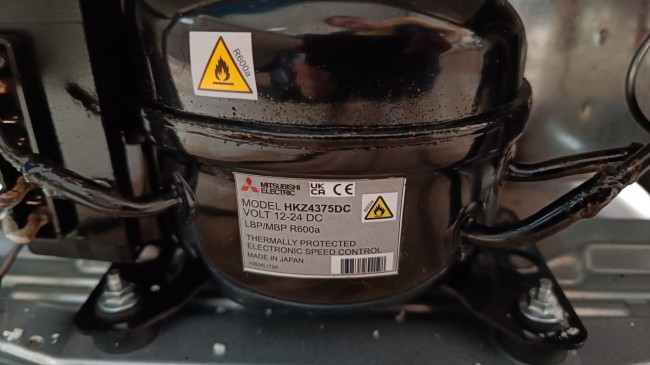 R600a
MITSUBISHI
ELECTRIC
UK
CA
CE
MODEL HKZ4375DC
VOLT 12-24 DC
LBP/MBP R600a
THERMALLY PROTECTED
ELECTRONIC SPEED CONTROL
MADE IN JAPAN